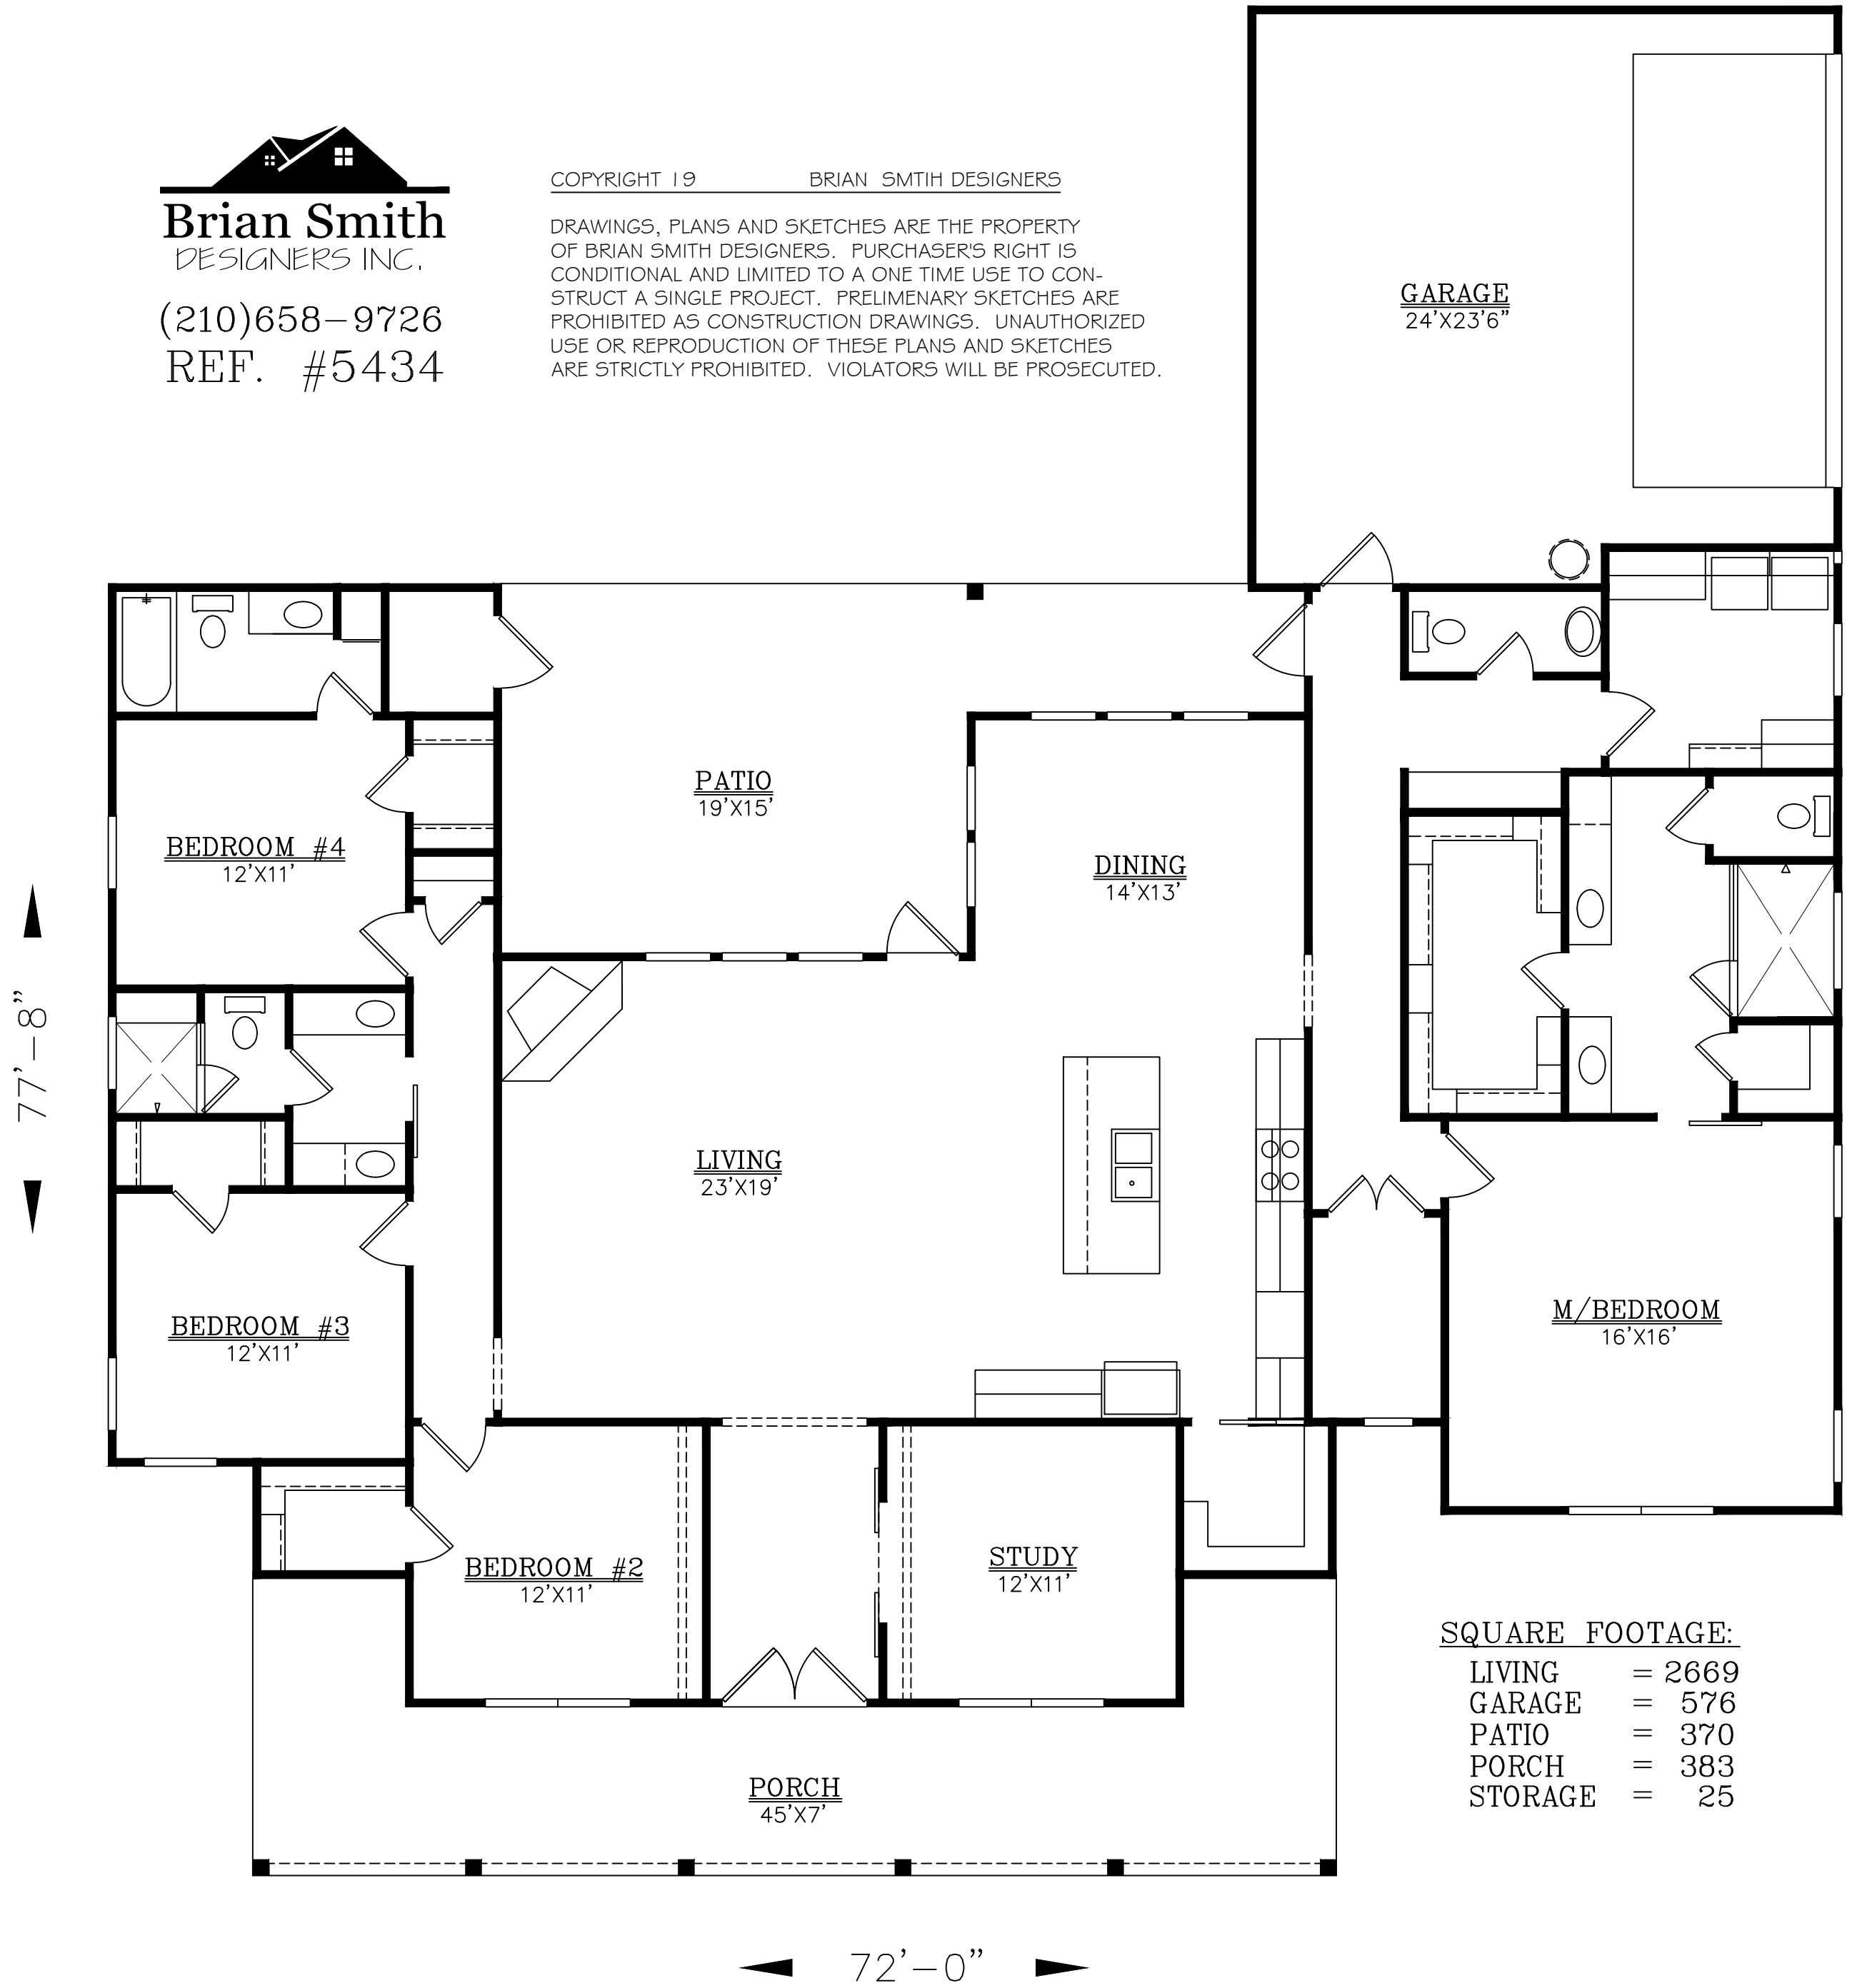 Brian Smith
DESIGNERS INC.
(210)658-9726
REF. #5434
COPYRIGHT 19 BRIAN SMTIH DESIGNERS
DRAWINGS, PLANS AND SKETCHES ARE THE PROPERTY
OF BRIAN SMITH DESIGNERS. PURCHASER'S RIGHT IS
CONDITIONAL AND LIMITED TO A ONE TIME USE TO CON-
STRUCT A SINGLE PROJECT. PRELIMENARY SKETCHES ARE
PROHIBITED AS CONSTRUCTION DRAWINGS. UNAUTHORIZED
USE OR REPRODUCTION OF THESE PLANS AND SKETCHES
ARE STRICTLY PROHIBITED. VIOLATORS WILL BE PROSECUTED.
GARAGE
24'X23'6"
PATIO
19'X15'
BEDROOM #4
12'X11'
DINING
14'X13'
77'-8"
LIVING
23'X19'
BEDROOM #3
12'X11'
M/BEDROOM
16'X16'
BEDROOM #2
12'X11'
STUDY
12'X11'
SQUARE FOOTAGE:
LIVING = 2669
GARAGE = 576
PATIO = 370
PORCH = 383
STORAGE = 25
PORCH
45'X7'
72'-0"